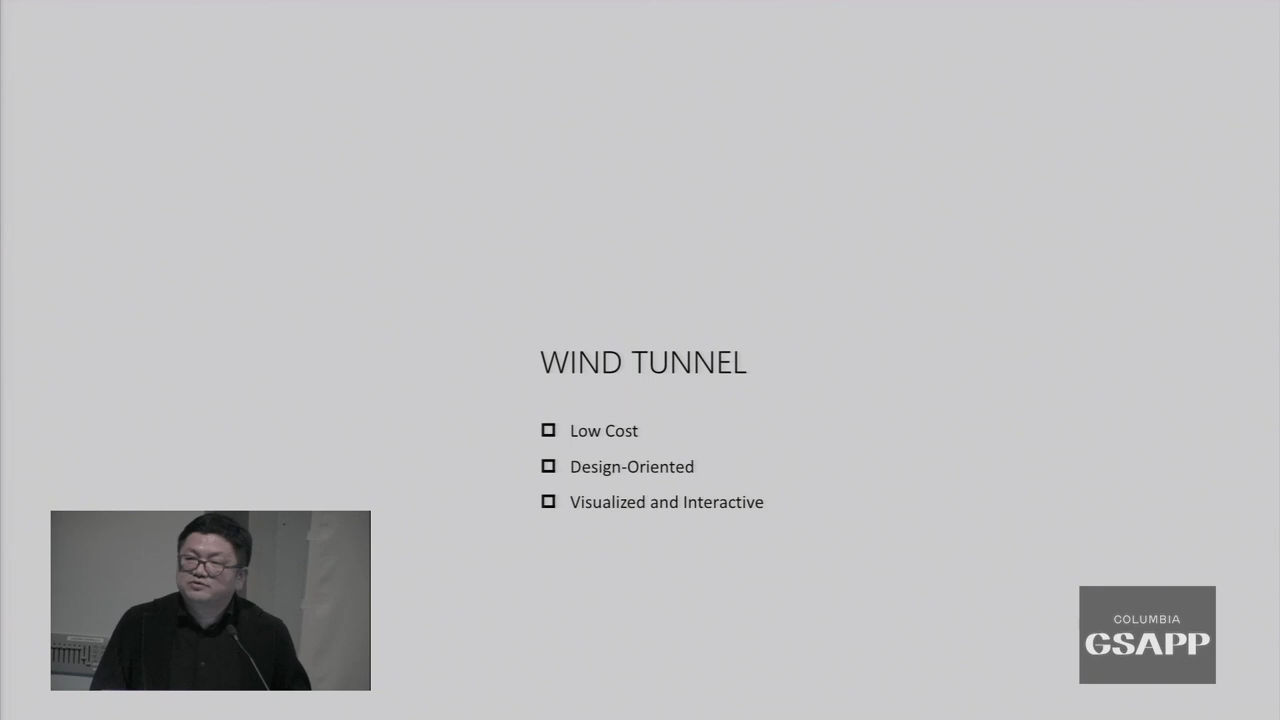 WIND TUNNEL
Low Cost
Design-Oriented
Visualized and Interactive
COLUMBIA
GSAPP